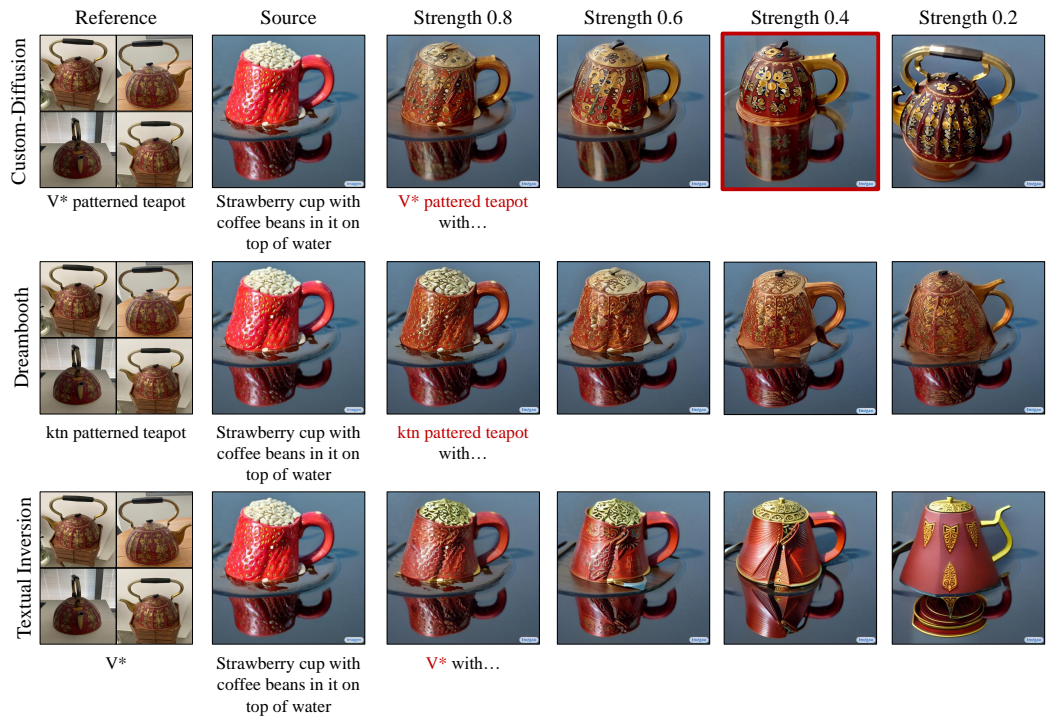 Reference Source Strength 0.8 Strength 0.6 Strength 0.4 Strength 0.2
Custom-Diffusion
V* patterned teapot
Strawberry cup with
coffee beans in it on
top of water
V* pattered teapot
with…
Dreambooth
ktn patterned teapot
Strawberry cup with
coffee beans in it on
top of water
ktn pattered teapot
with…
Textual Inversion
V*
Strawberry cup with
coffee beans in it on
top of water
V* with…